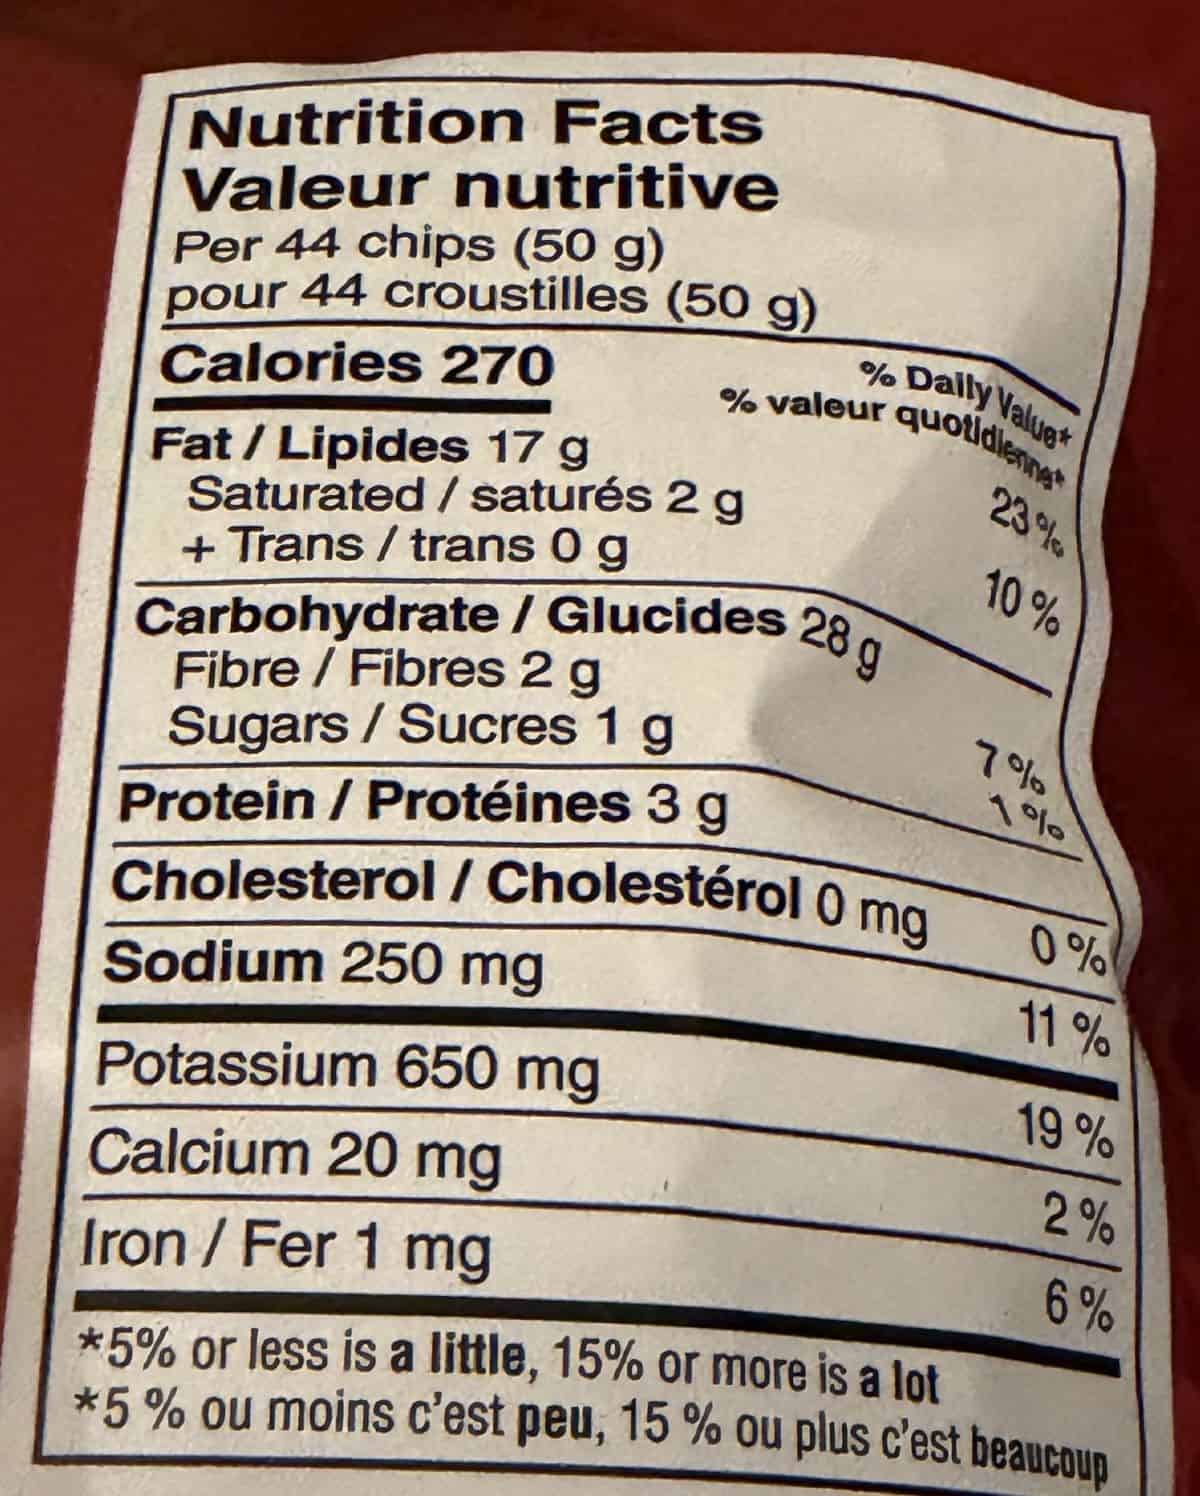 Nutrition Facts
Valeur nutritive
Per 44 chips (50 g)
pour 44 croustilles (50 g)
Calories 270
% Daily Value*
% valeur quotidienne*
Fat / Lipides 17 g 23 %
Saturated / saturés 2 g
+ Trans / trans 0 g 10 %
Carbohydrate / Glucides 28 g
Fibre / Fibres 2 g 7 %
Sugars / Sucres 1 g 1 %
Protein / Protéines 3 g
Cholesterol / Cholestérol 0 mg 0 %
Sodium 250 mg 11 %
Potassium 650 mg 19 %
Calcium 20 mg 2 %
Iron / Fer 1 mg 6 %
*5% or less is a little, 15% or more is a lot
*5 % ou moins c'est peu, 15 % ou plus c'est beaucoup